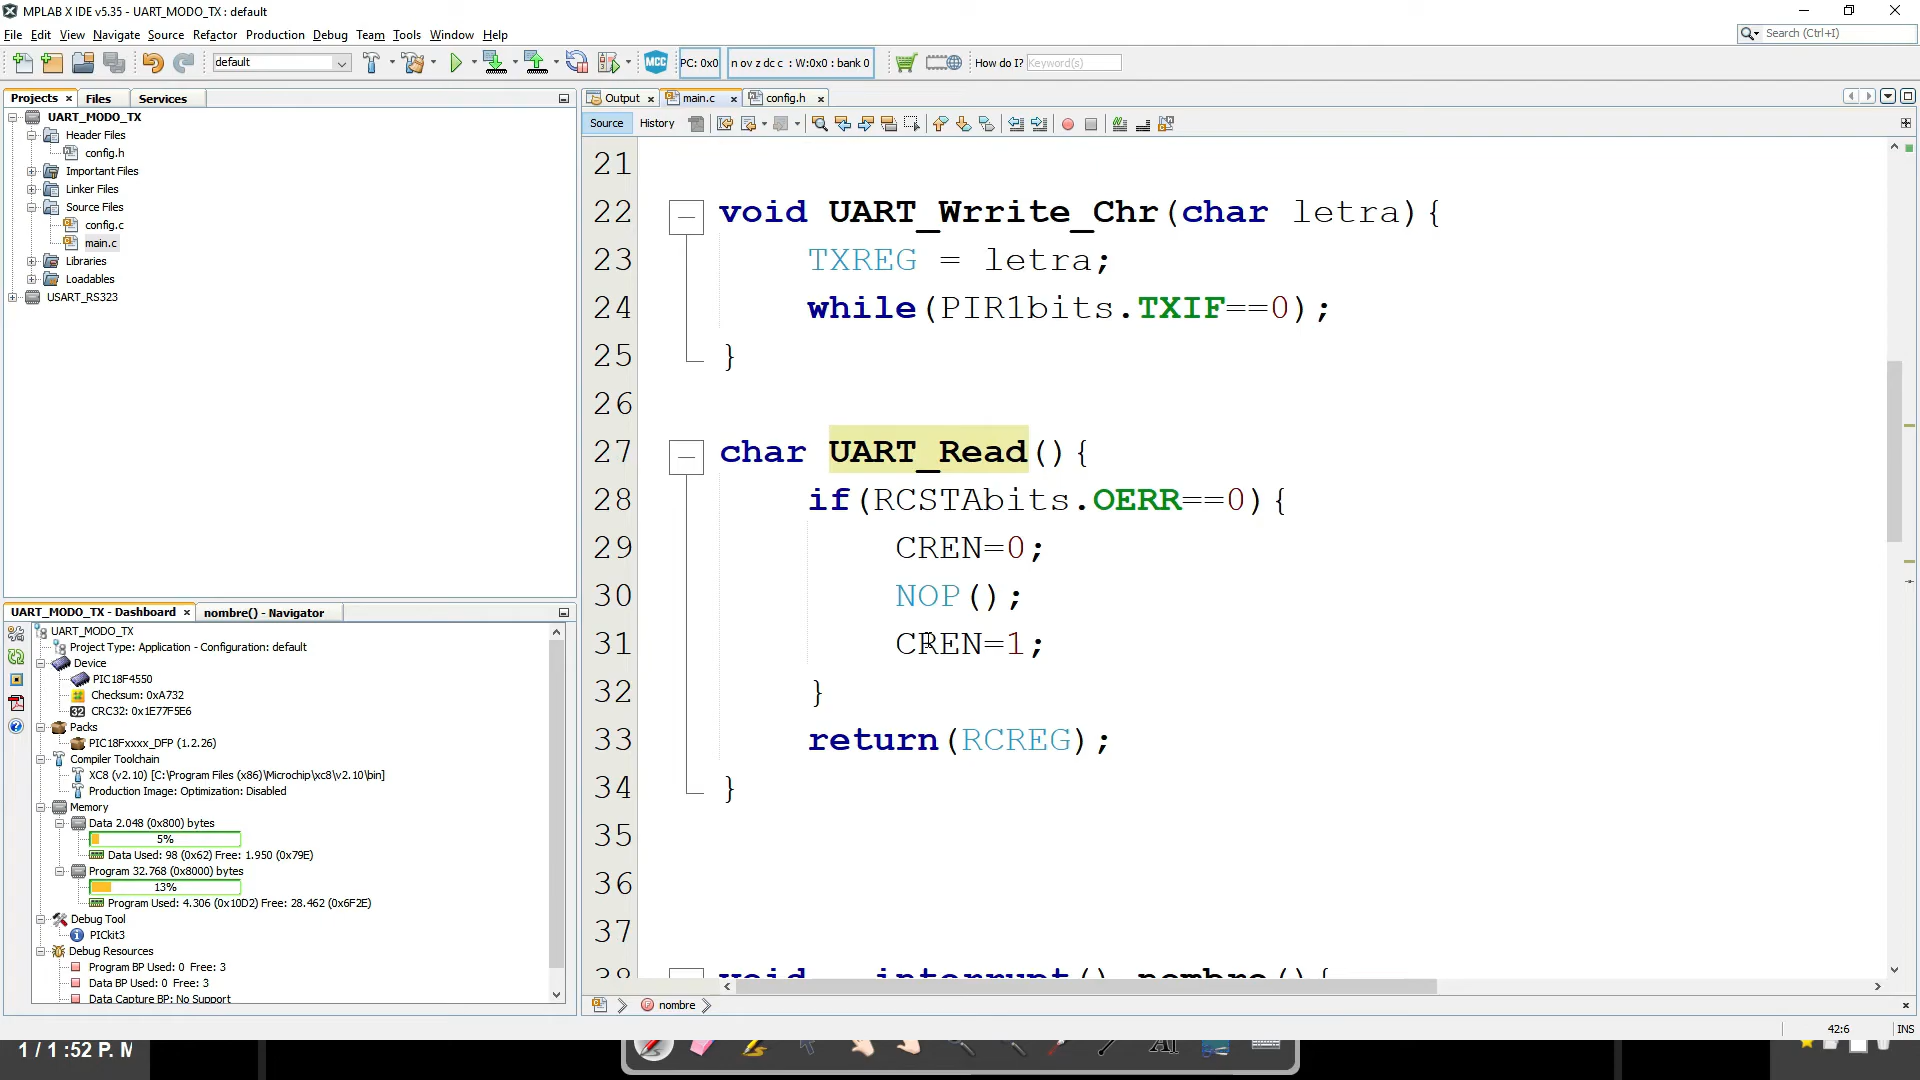 MPLAB X IDE v5.35 - UART_MODO_TX : default
File Edit View Navigate Source Refactor Production Debug Team Tools Window Help
Search (Ctrl+I)
default
MCC
PC: 0x0
n ov z dc c : W:0x0 : bank 0
How do I? Keyword(s)
Projects Files Services
UART_MODO_TX
Header Files
config.h
Important Files
Linker Files
Source Files
config.c
main.c
Libraries
Loadables
USART_RS323
UART_MODO_TX - Dashboard nombre() - Navigator
UART_MODO_TX
Project Type: Application - Configuration: default
Device
PIC18F4550
Checksum: 0xA732
32 CRC32: 0x1E77F5E6
Packs
PIC18Fxxxx_DFP (1.2.26)
Compiler Toolchain
XC8 (v2.10) [C:\Program Files (x86)\Microchip\xc8\v2.10\bin]
Production Image: Optimization: Disabled
Memory
Data 2.048 (0x800) bytes
5%
Data Used: 98 (0x62) Free: 1.950 (0x79E)
Program 32.768 (0x8000) bytes
13%
Program Used: 4.306 (0x10D2) Free: 28.462 (0x6F2E)
Debug Tool
PICkit3
Debug Resources
Program BP Used: 0 Free: 3
Data BP Used: 0 Free: 3
Data Capture BP: No Support
Output main.c config.h
Source History
21
22 void UART_Wrrite_Chr(char letra){
23 TXREG = letra;
24 while(PIR1bits.TXIF==0);
25 }
26
27 char UART_Read(){
28 if(RCSTAbits.OERR==0){
29 CREN=0;
30 NOP();
31 CREN=1;
32 }
33 return(RCREG);
34 }
35
36
37
38 void __interrupt() nombre(){
nombre
42:6 INS
1 / 1 :52 P. M